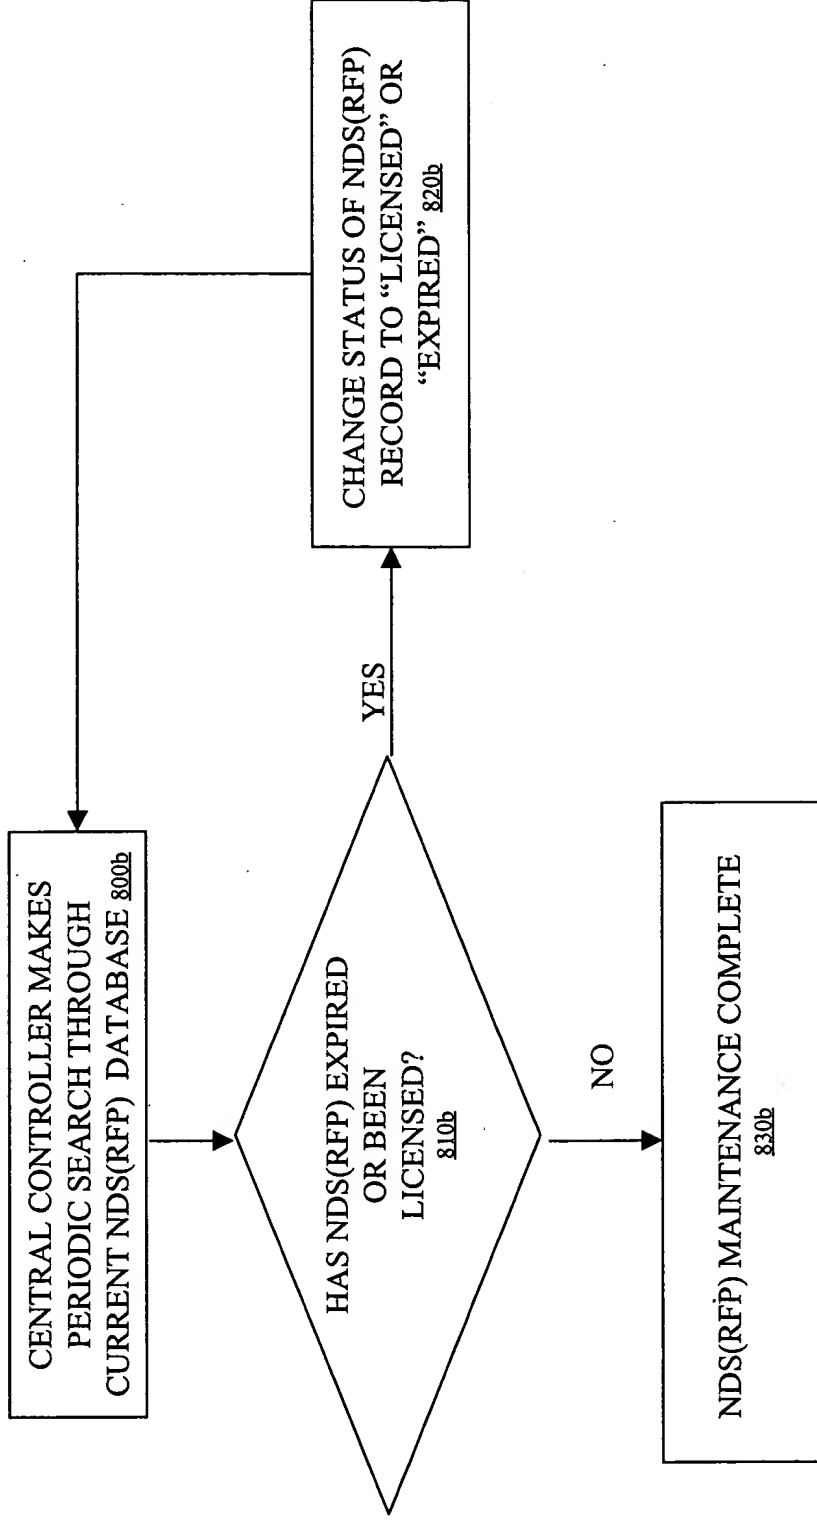 CENTRAL CONTROLLER MAKES
PERIODIC SEARCH THROUGH
CURRENT NDS(RFP) DATABASE 800b
HAS NDS(RFP) EXPIRED
OR BEEN
LICENSED?
810b
YES
CHANGE STATUS OF NDS(RFP)
RECORD TO “LICENSED” OR
“EXPIRED” 820b
NO
NDS(RFP) MAINTENANCE COMPLETE
830b